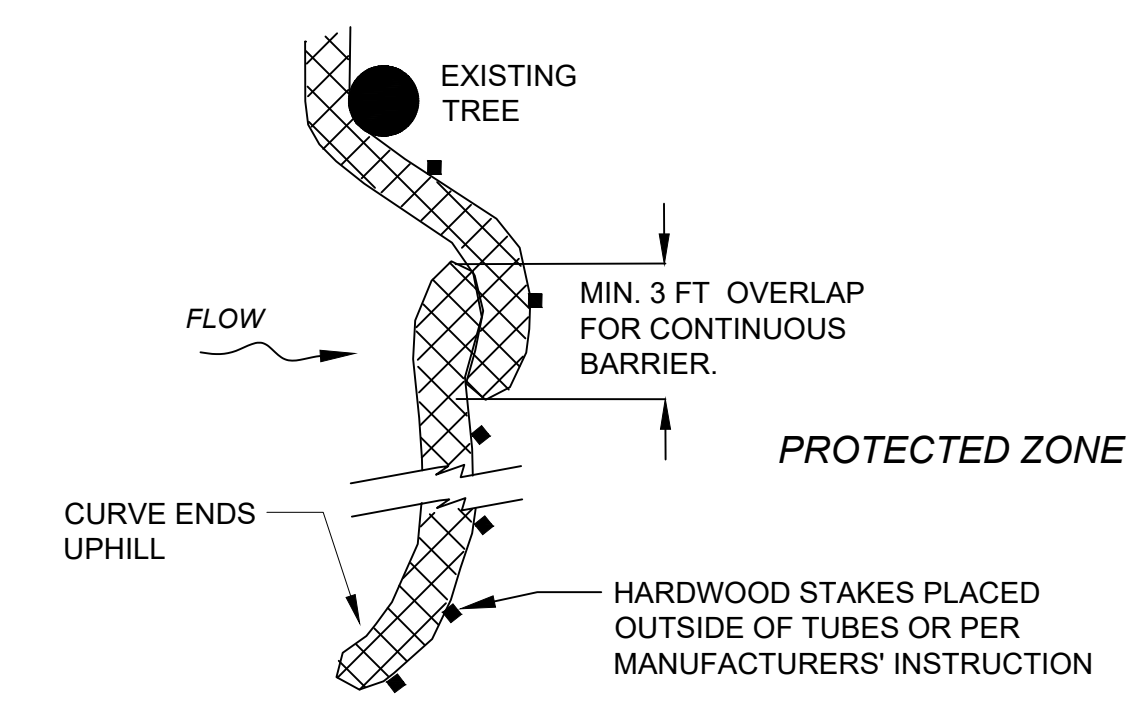 EXISTING
TREE
MIN. 3 FT OVERLAP
FOR CONTINUOUS
BARRIER.
FLOW
PROTECTED ZONE
CURVE ENDS
UPHILL
HARDWOOD STAKES PLACED
OUTSIDE OF TUBES OR PER
MANUFACTURERS' INSTRUCTION